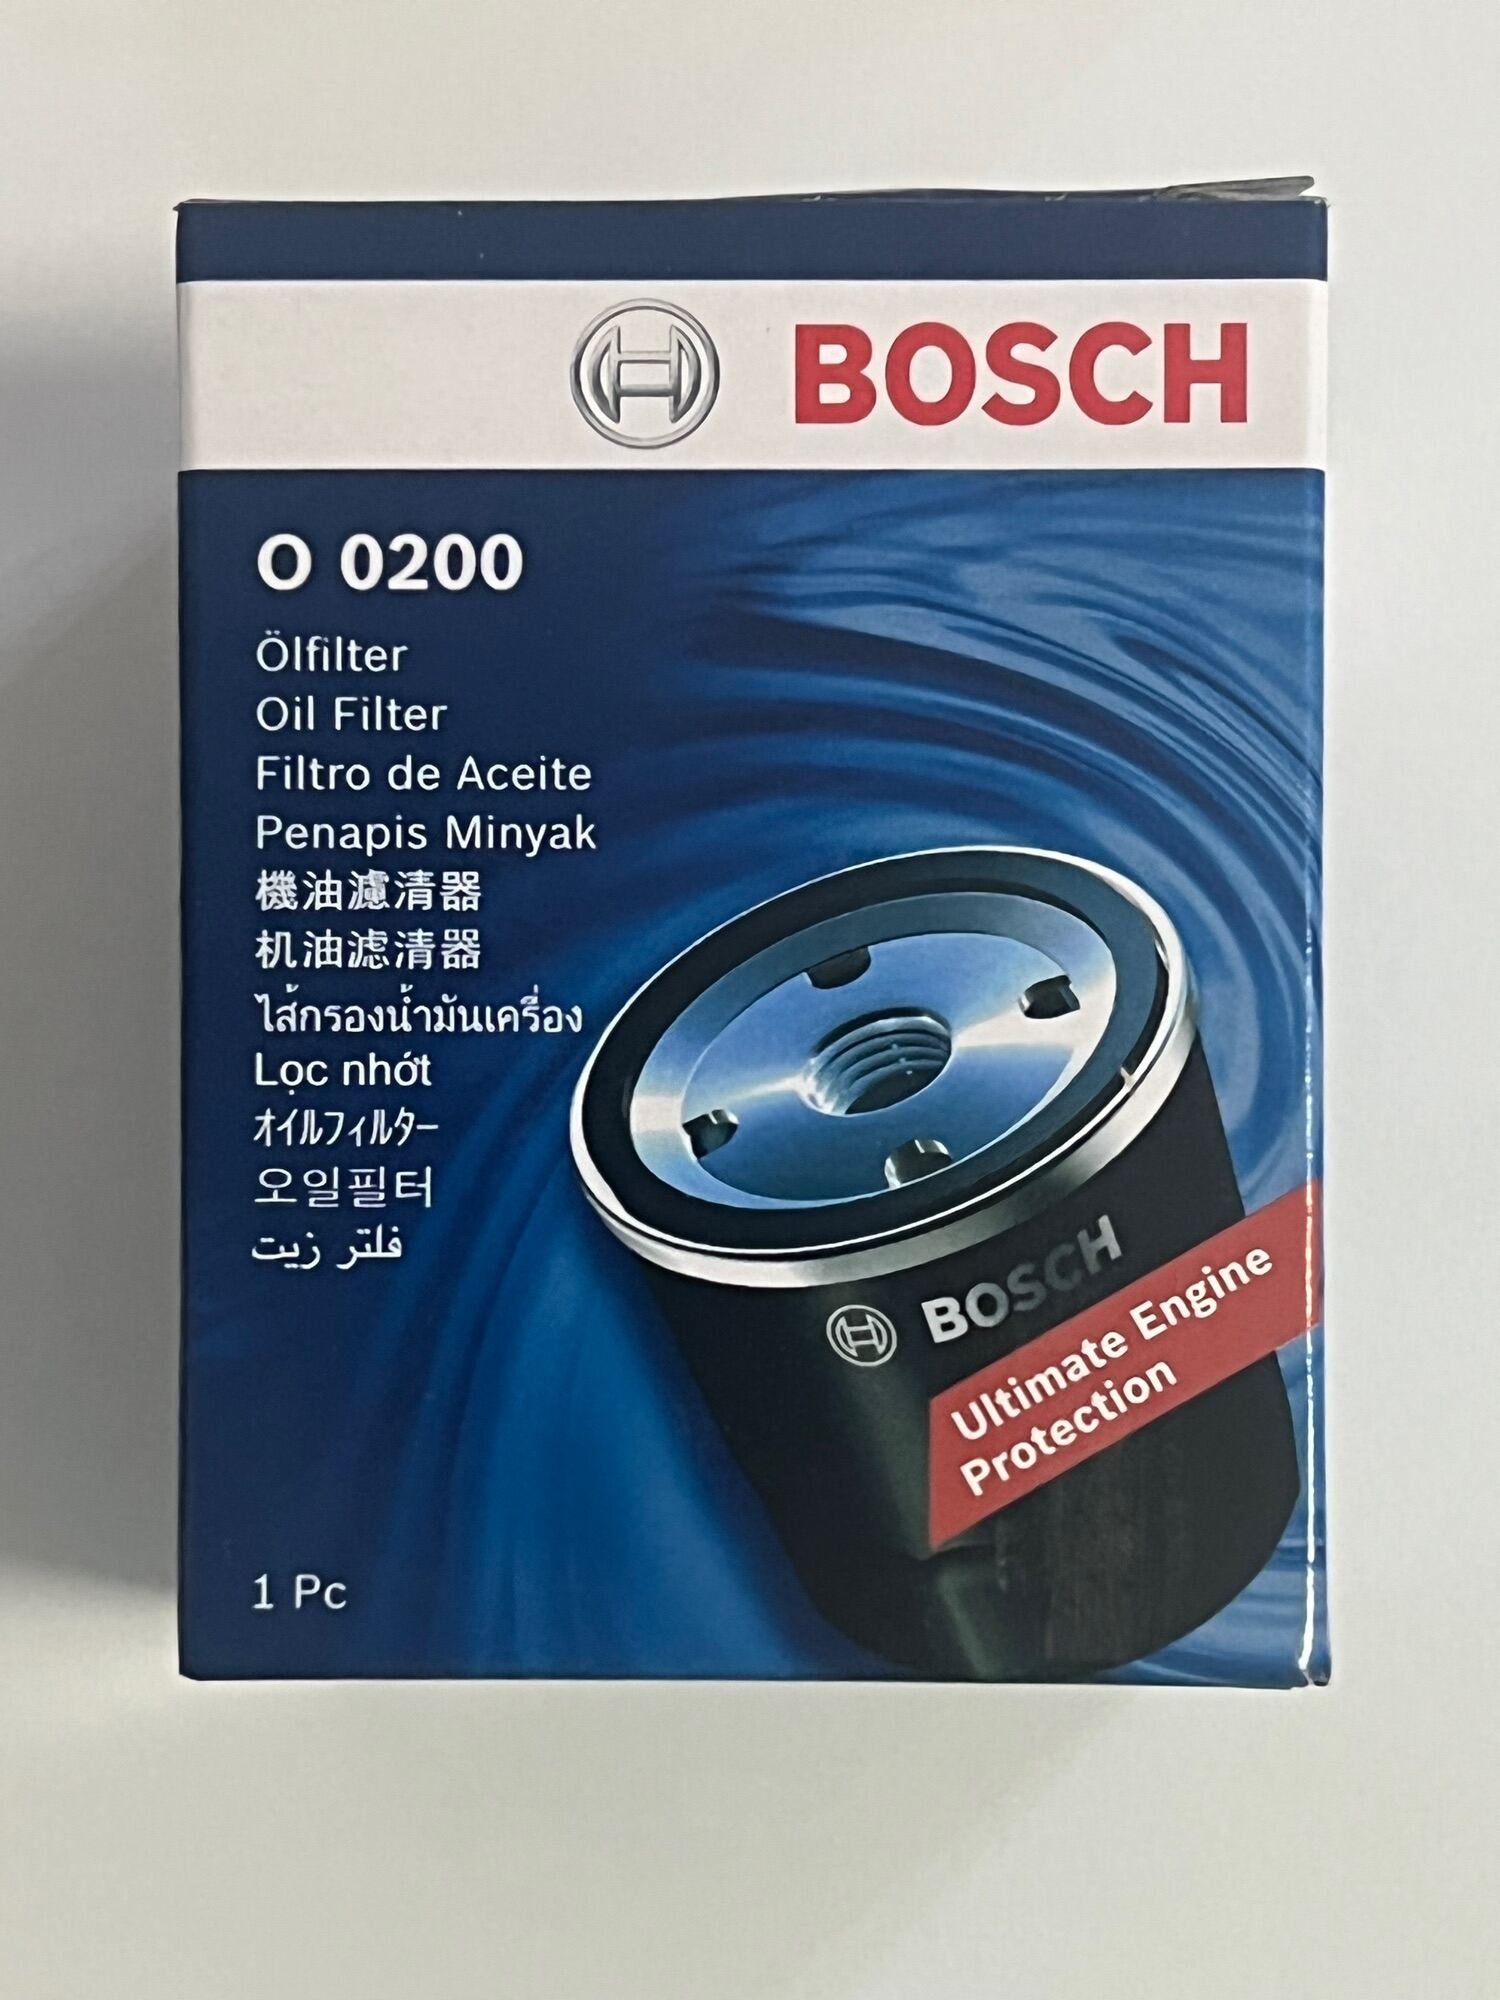 BOSCH
O 0200
Ölfilter
Oil Filter
Filtro de Aceite
Penapis Minyak
機油濾清器
机油滤清器
ไส้กรองน้ำมันเครื่อง
Lọc nhớt
オイルフィルター
오일필터
فلتر زيت
BOSCH
Ultimate Engine
Protection
1 Pc